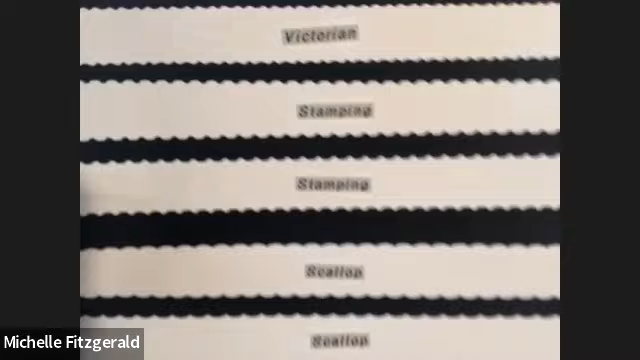 Victorian
Stamping
Stamping
Scallop
Scallop
Michelle Fitzgerald